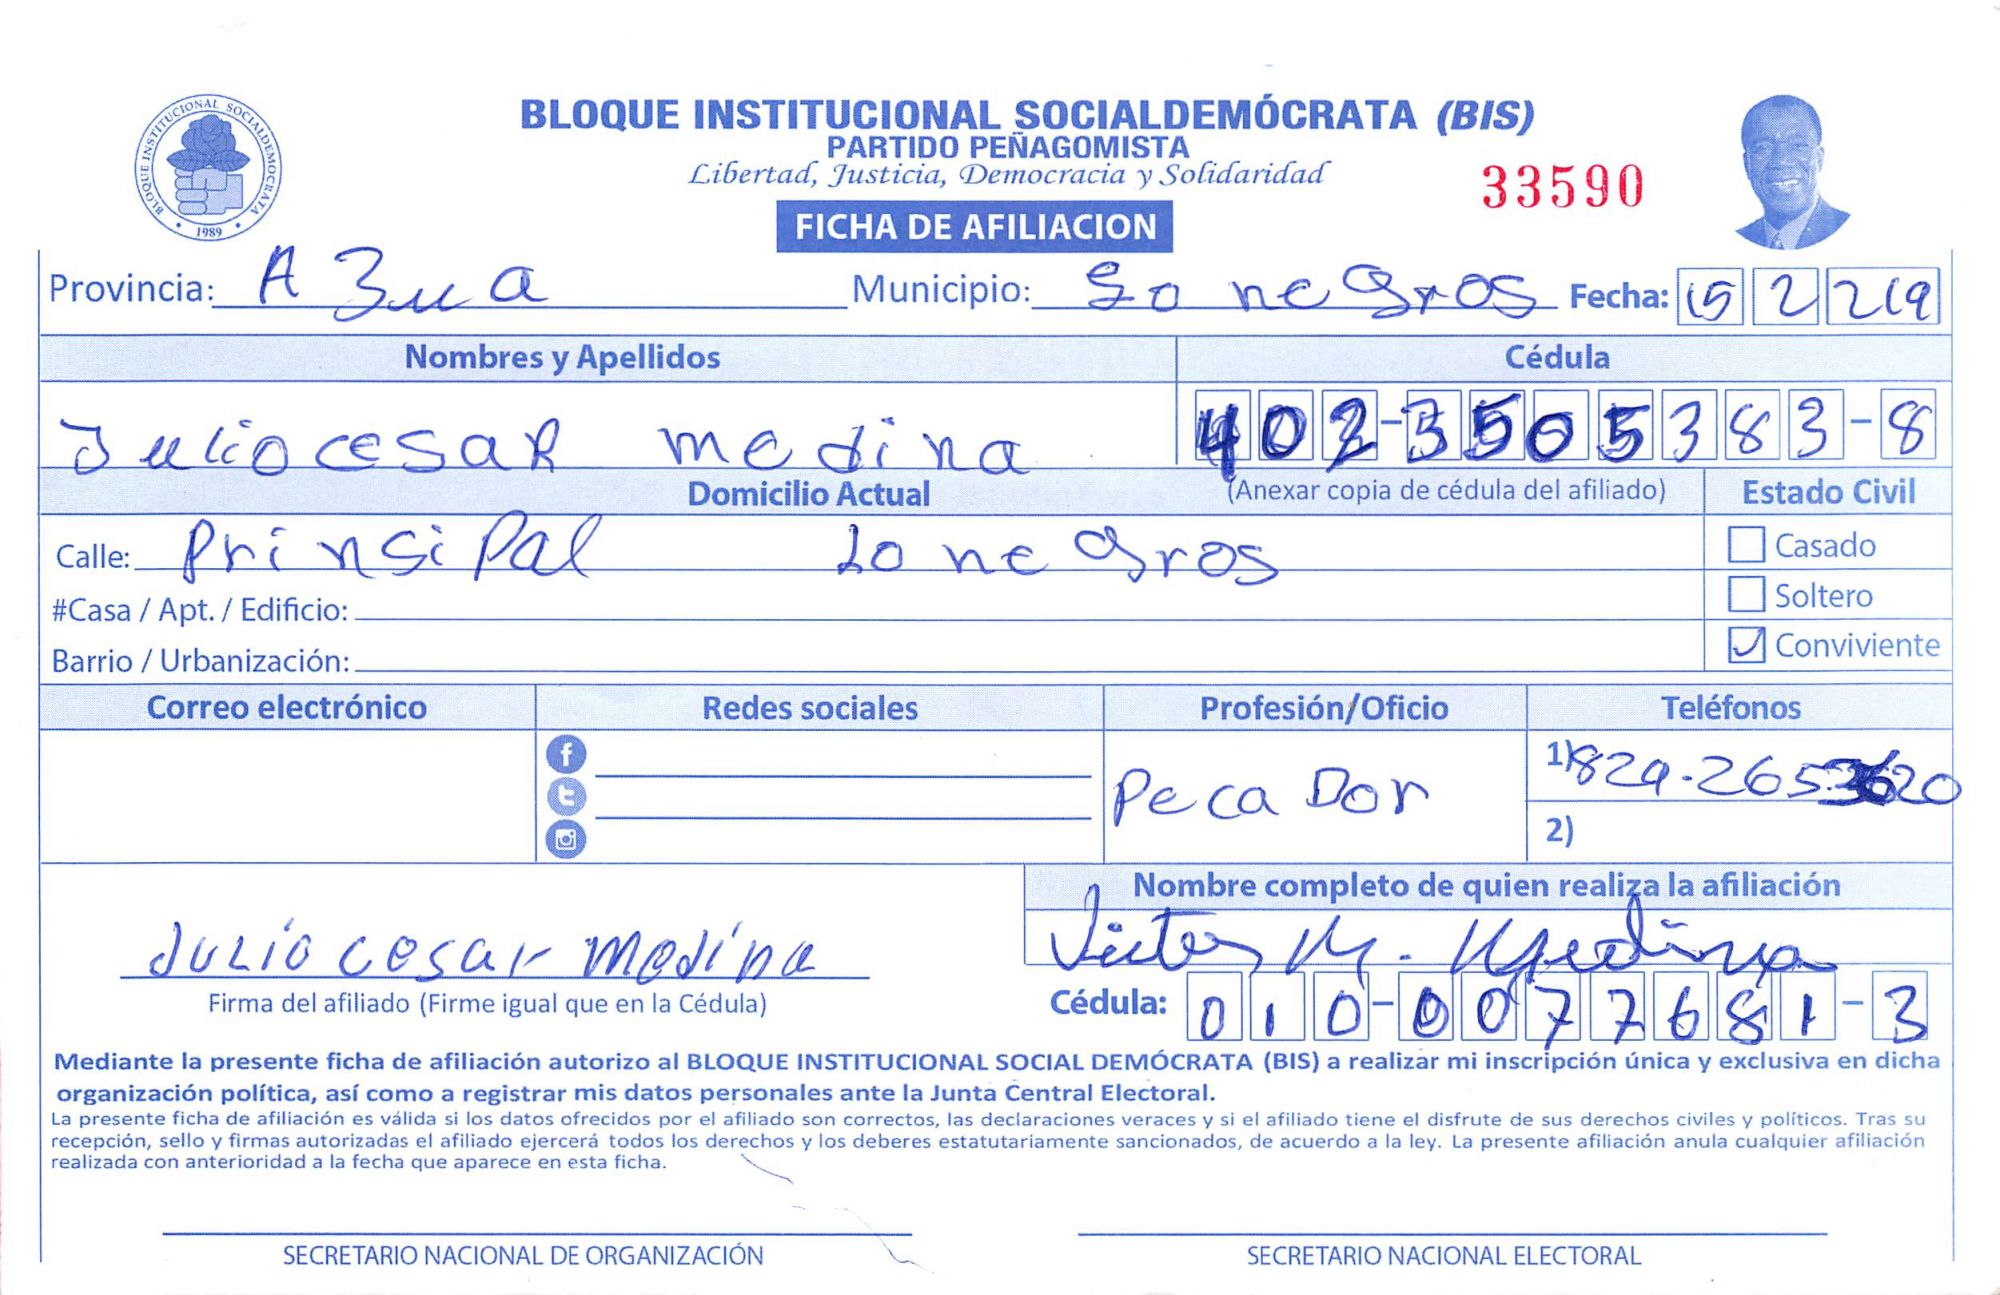 BLOQUE INSTITUCIONAL SOCIALDEMÓCRATA (BIS)
PARTIDO PEÑAGOMISTA
Libertad, Justicia, Democracia y Solidaridad
33590
BLOQUE INSTITUCIONAL SOCIALDEMOCRATA
1989
FICHA DE AFILIACION
Provincia: A3ua Municipio: Lo negros Fecha: 15 2 219
Nombres y Apellidos Cédula
Julio cesar medina 402-3505383-8
Domicilio Actual (Anexar copia de cédula del afiliado) Estado Civil
Calle: prinsipal Lo negros Casado
#Casa / Apt. / Edificio: Soltero
Barrio / Urbanización: Conviviente
Correo electrónico Redes sociales Profesión/Oficio Teléfonos
pecaDor 1) 829-265
2)
Nombre completo de quien realiza la afiliación
Julio cesar medina Victor M. Medina
Firma del afiliado (Firme igual que en la Cédula) Cédula: 010-0077681-3
Mediante la presente ficha de afiliación autorizo al BLOQUE INSTITUCIONAL SOCIAL DEMÓCRATA (BIS) a realizar mi inscripción única y exclusiva en dicha
organización política, así como a registrar mis datos personales ante la Junta Central Electoral.
La presente ficha de afiliación es válida si los datos ofrecidos por el afiliado son correctos, las declaraciones veraces y si el afiliado tiene el disfrute de sus derechos civiles y políticos. Tras su
recepción, sello y firmas autorizadas el afiliado ejercerá todos los derechos y los deberes estatutariamente sancionados, de acuerdo a la ley. La presente afiliación anula cualquier afiliación
realizada con anterioridad a la fecha que aparece en esta ficha.
SECRETARIO NACIONAL DE ORGANIZACIÓN SECRETARIO NACIONAL ELECTORAL